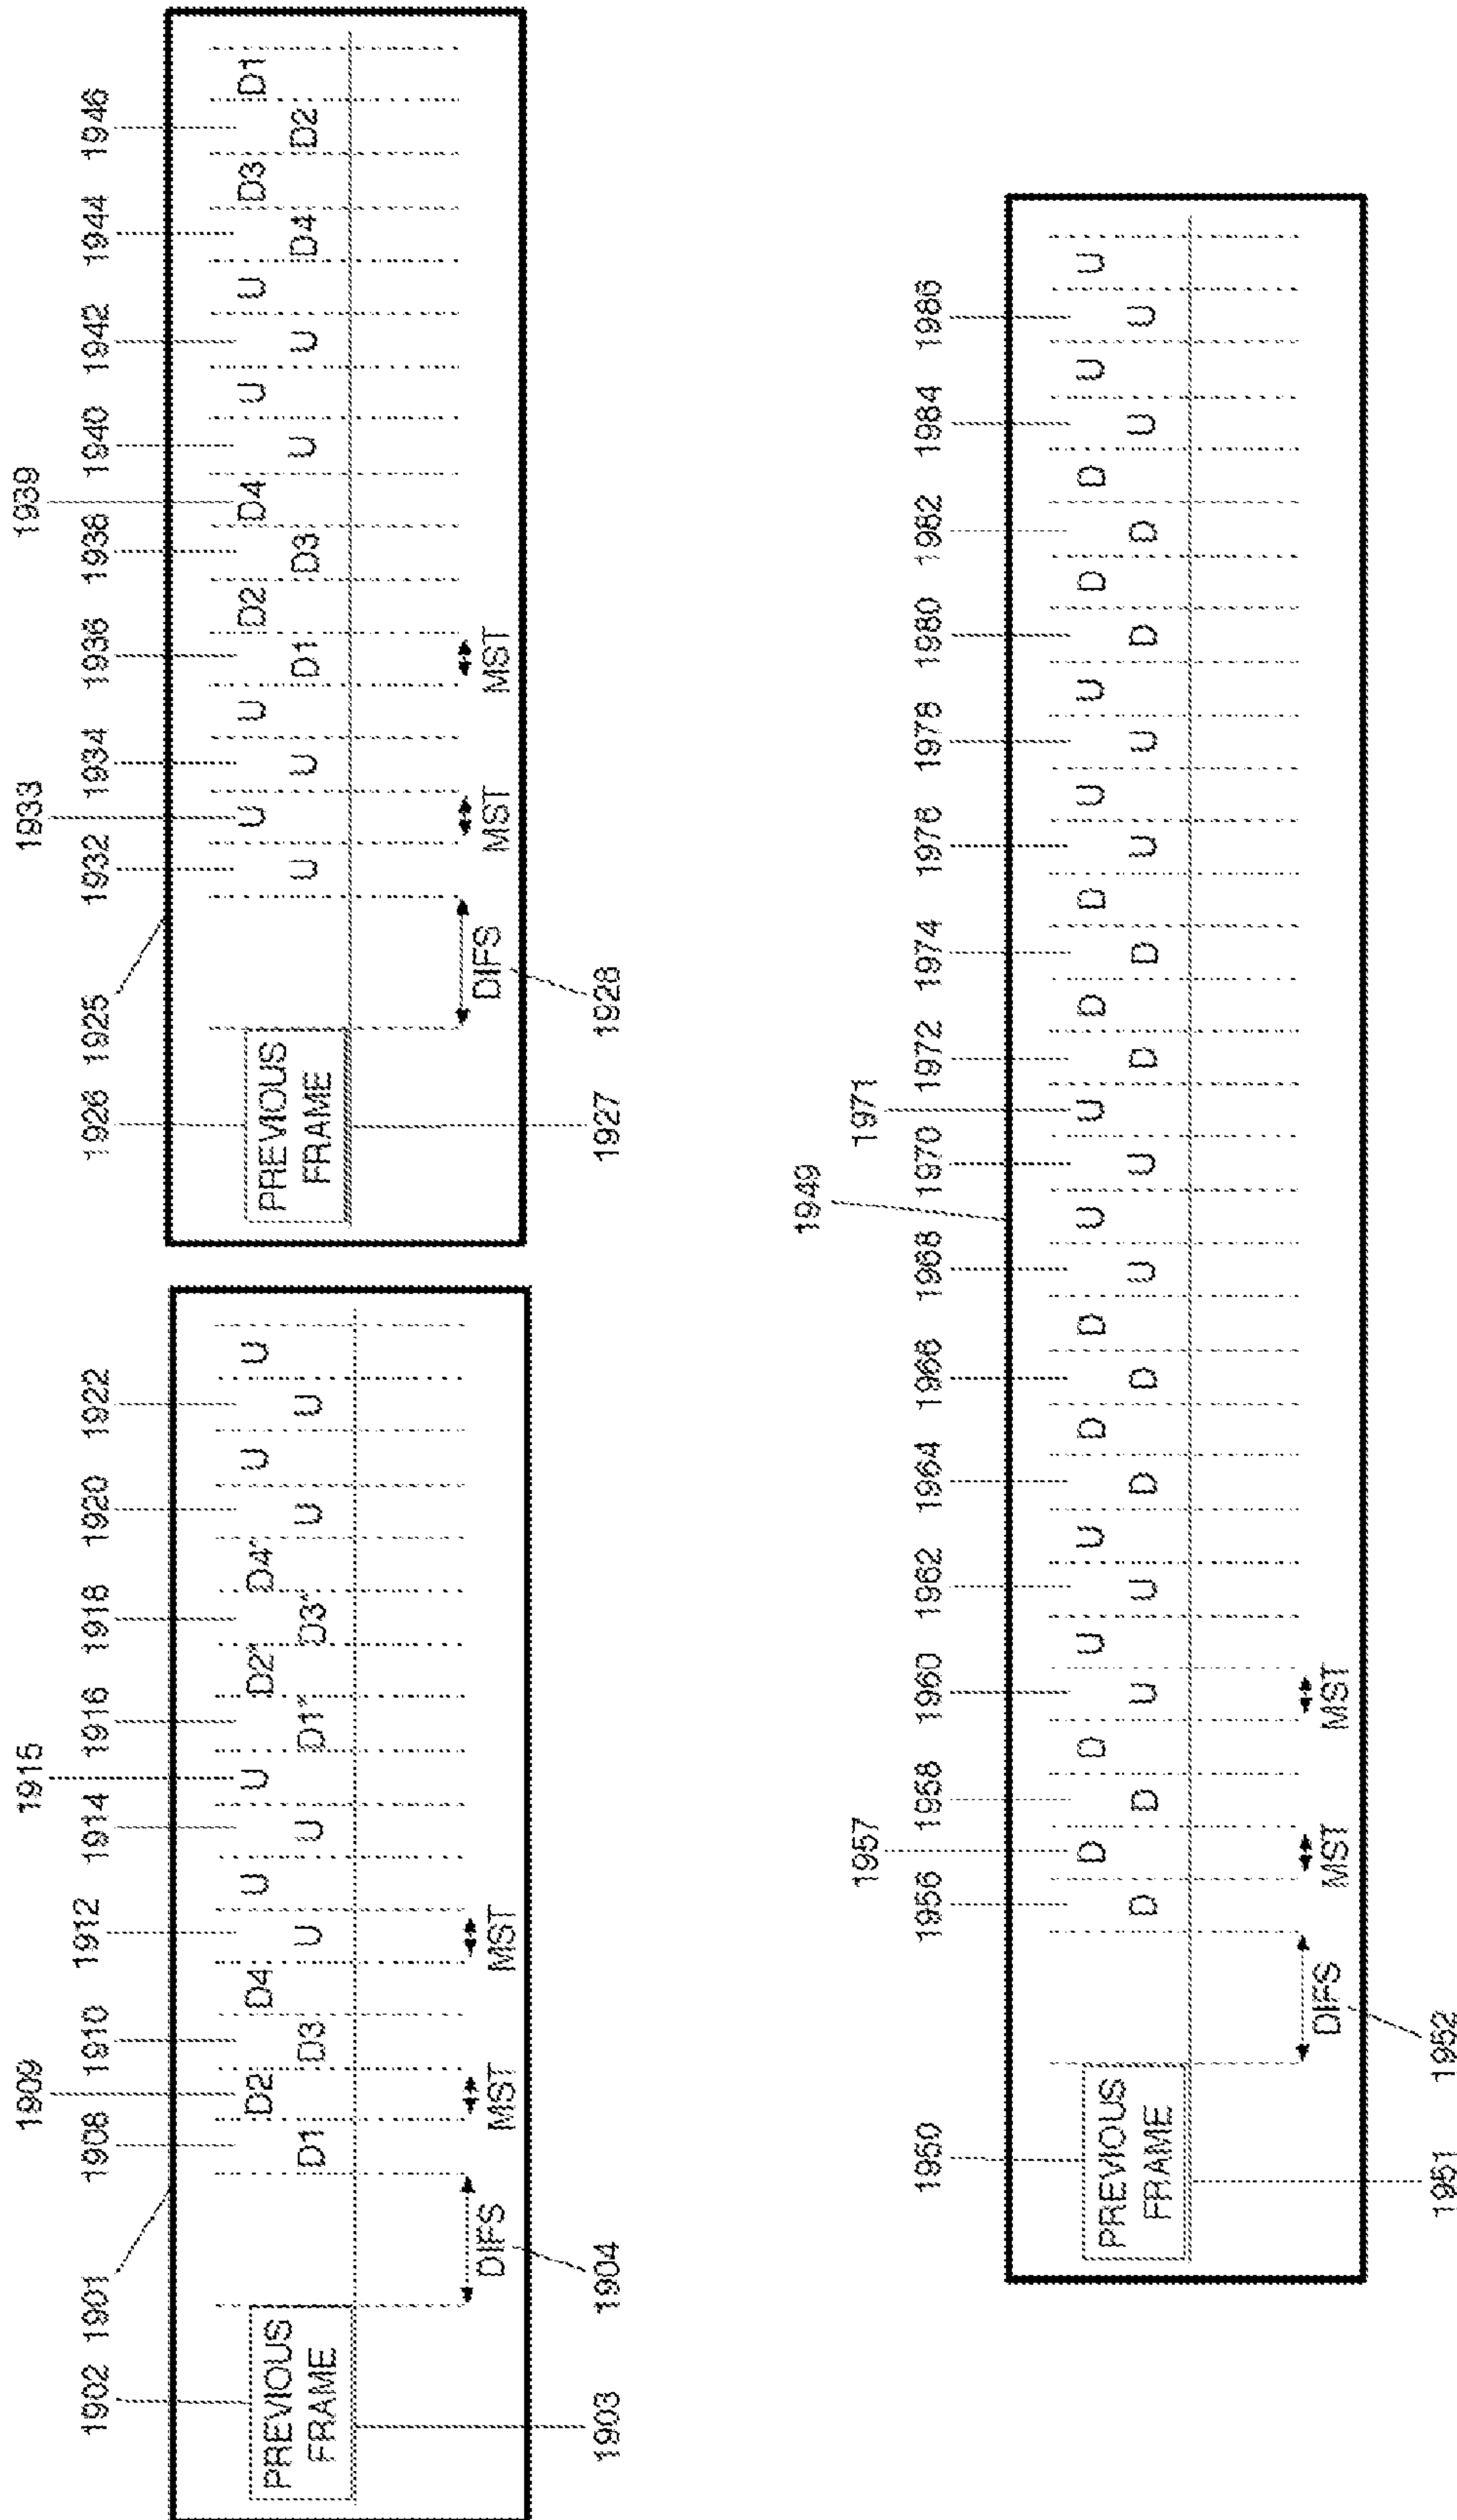 1909 1915
1902 1901 1908 1910 1912 1914 1916 1918 1920 1922
PREVIOUS D2 D4 U U D2* D4* U U
FRAME D1 D3 U U D1* D3* U U
DIFS MST MST
1903 1904
1933 1939
1926 1925 1932 1934 1936 1938 1940 1942 1944 1946
PREVIOUS U U D2 D4 U U D3 D1
FRAME U U D1 D3 U U D4 D2
DIFS MST MST
1927 1928
1949
1957 1971
1950 1956 1958 1960 1962 1964 1966 1968 1970 1972 1974 1976 1978 1980 1982 1984 1986
PREVIOUS D D U U D D U U D D U U D D U U
FRAME D D U U D D U U D D U U D D U U
DIFS MST MST
1951 1952